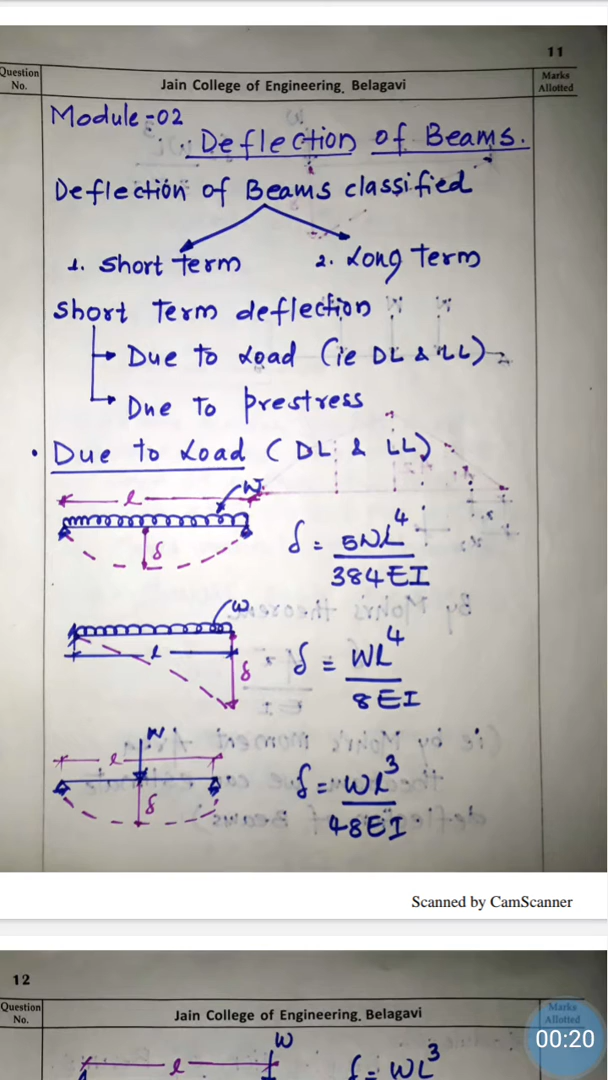 11
Question No.
Jain College of Engineering, Belagavi
Marks Allotted
Module-02
Deflection of Beams.
Deflection of Beams classified
1. Short Term
2. Long Term
Short Term deflection
Due To Load (ie DL & LL)
Due To Prestress
• Due to Load (DL & LL)
l
W
δ
δ = 5WL⁴/384EI
W
l
δ
δ = WL⁴/8EI
W
l
δ
δ = WL³/48EI
Scanned by CamScanner
12
Question No.
Jain College of Engineering, Belagavi
Marks Allotted
00:20
W
l
δ = WL³